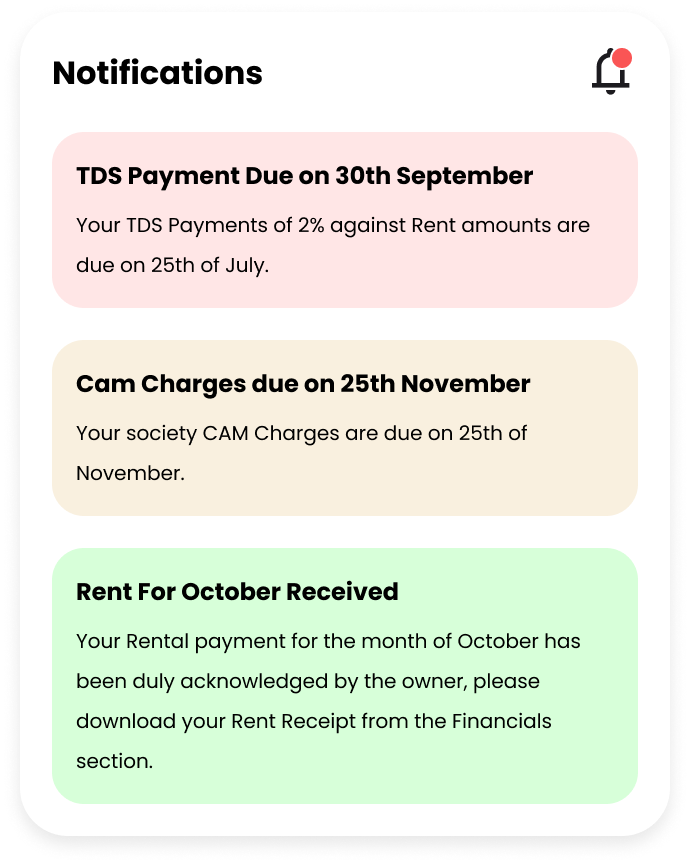 Notifications
TDS Payment Due on 30th September
Your TDS Payments of 2% against Rent amounts are
due on 25th of July.
Cam Charges due on 25th November
Your society CAM Charges are due on 25th of
November.
Rent For October Received
Your Rental payment for the month of October has
been duly acknowledged by the owner, please
download your Rent Receipt from the Financials
section.